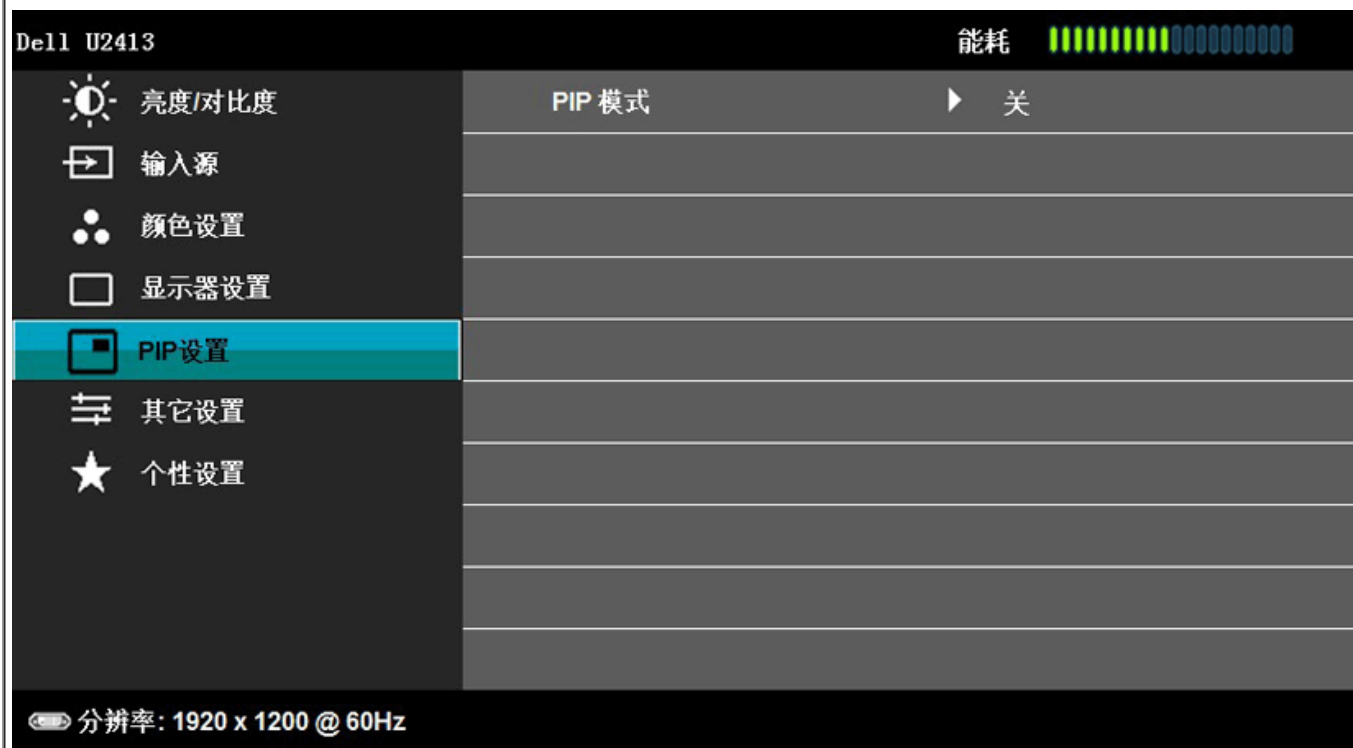 Dell U2413 能耗
亮度/对比度 PIP 模式 关
输入源
颜色设置
显示器设置
PIP设置
其它设置
个性设置
分辨率: 1920 x 1200 @ 60Hz